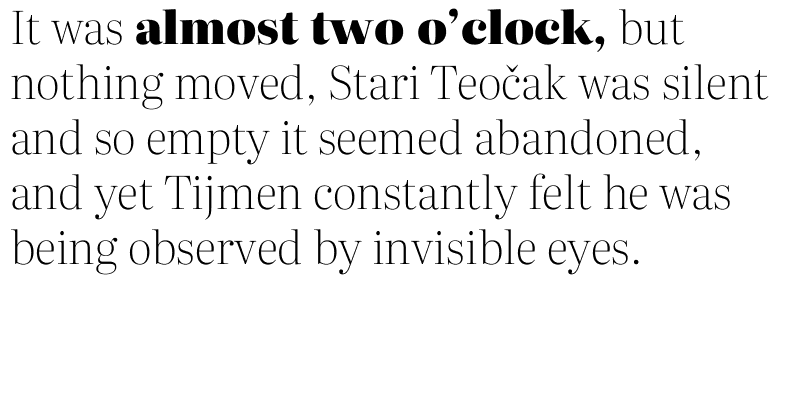 It was almost two o’clock, but
nothing moved, Stari Teočak was silent
and so empty it seemed abandoned,
and yet Tijmen constantly felt he was
being observed by invisible eyes.